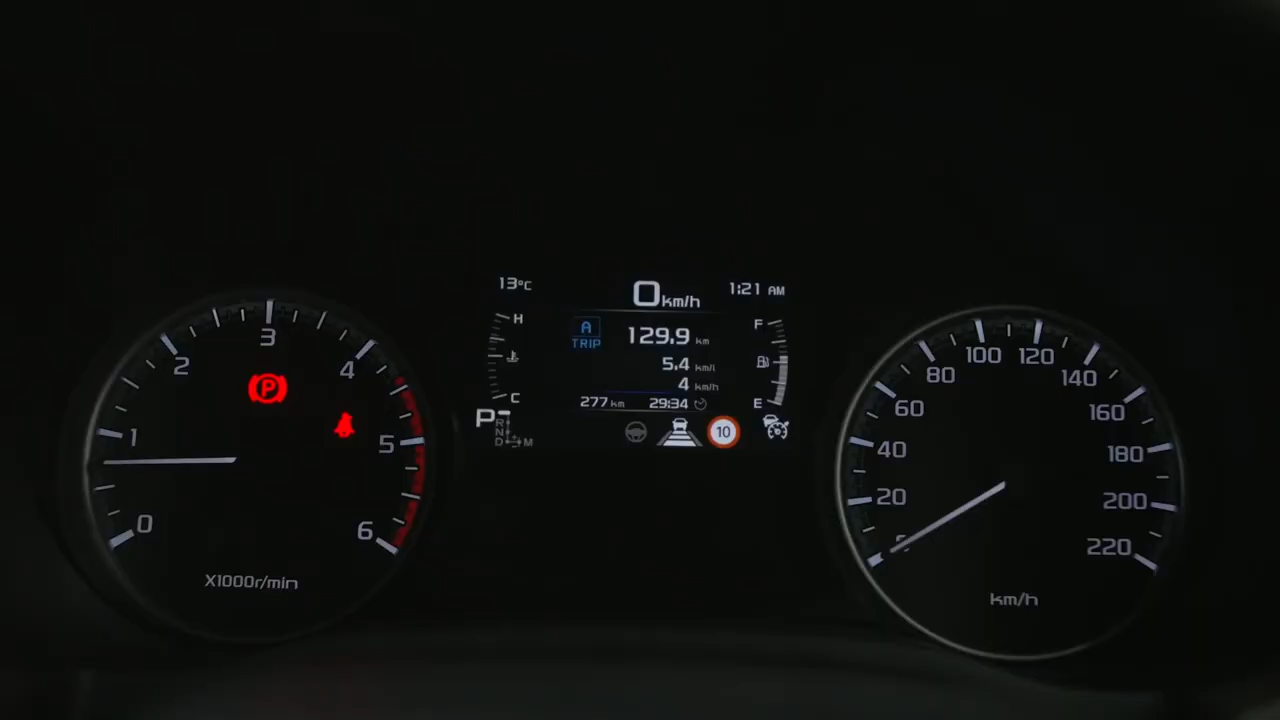 13°C
0 km/h
1:21 AM
H
C
A
TRIP
129.9 km
5.4 km/l
4 km/h
277 km
29:34
F
E
P
R
N
D
M
10
0
1
2
3
4
5
6
P
X1000r/min
20
40
60
80
100
120
140
160
180
200
220
km/h